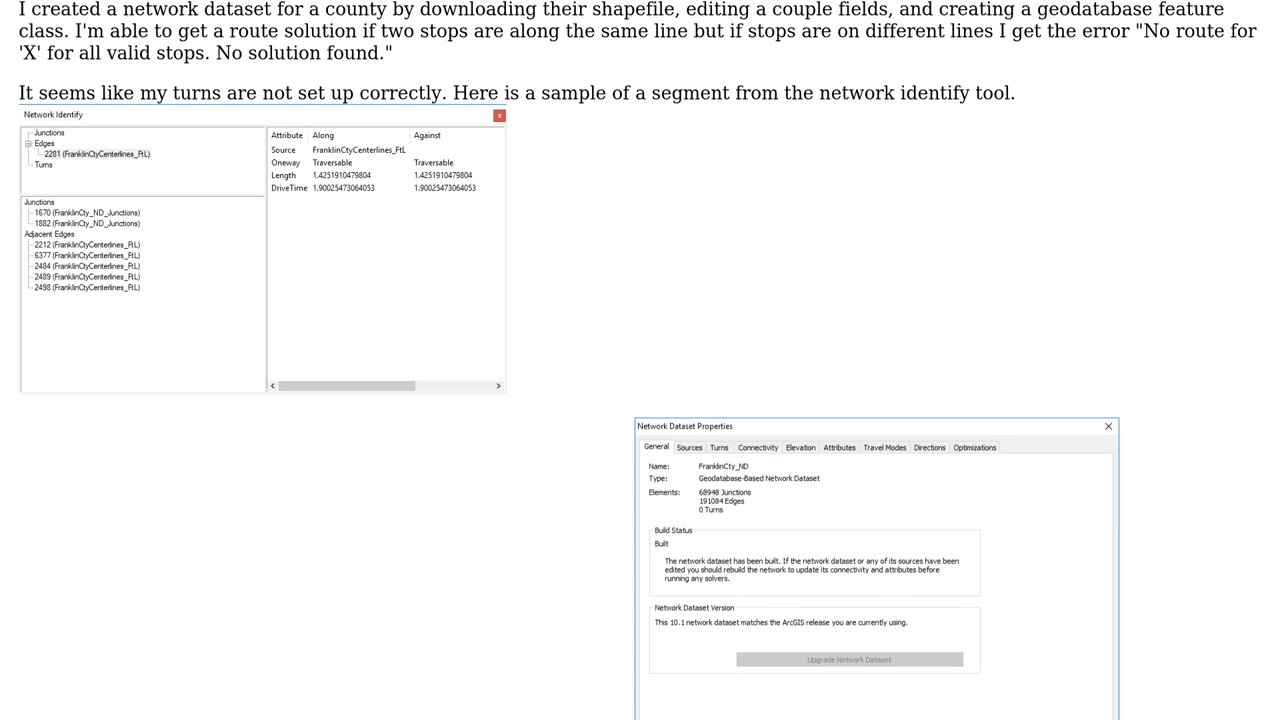 I created a network dataset for a county by downloading their shapefile, editing a couple fields, and creating a geodatabase feature
class. I'm able to get a route solution if two stops are along the same line but if stops are on different lines I get the error "No route for
'X' for all valid stops. No solution found."
It seems like my turns are not set up correctly. Here is a sample of a segment from the network identify tool.
Network Identify
x
Junctions
Edges
2281 (FranklinCtyCenterlines_FtL)
Turns
Attribute Along Against
Source FranklinCtyCenterlines_FtL
Oneway Traversable Traversable
Length 1.4251910479804 1.4251910479804
DriveTime 1.90025473064053 1.90025473064053
Junctions
1670 (FranklinCty_ND_Junctions)
1882 (FranklinCty_ND_Junctions)
Adjacent Edges
2212 (FranklinCtyCenterlines_FtL)
6377 (FranklinCtyCenterlines_FtL)
2484 (FranklinCtyCenterlines_FtL)
2489 (FranklinCtyCenterlines_FtL)
2498 (FranklinCtyCenterlines_FtL)
Network Dataset Properties
General Sources Turns Connectivity Elevation Attributes Travel Modes Directions Optimizations
Name: FranklinCty_ND
Type: Geodatabase-Based Network Dataset
Elements: 68948 Junctions
191084 Edges
0 Turns
Build Status
Built
The network dataset has been built. If the network dataset or any of its sources have been
edited you should rebuild the network to update its connectivity and attributes before
running any solvers.
Network Dataset Version
This 10.1 network dataset matches the ArcGIS release you are currently using.
Upgrade Network Dataset